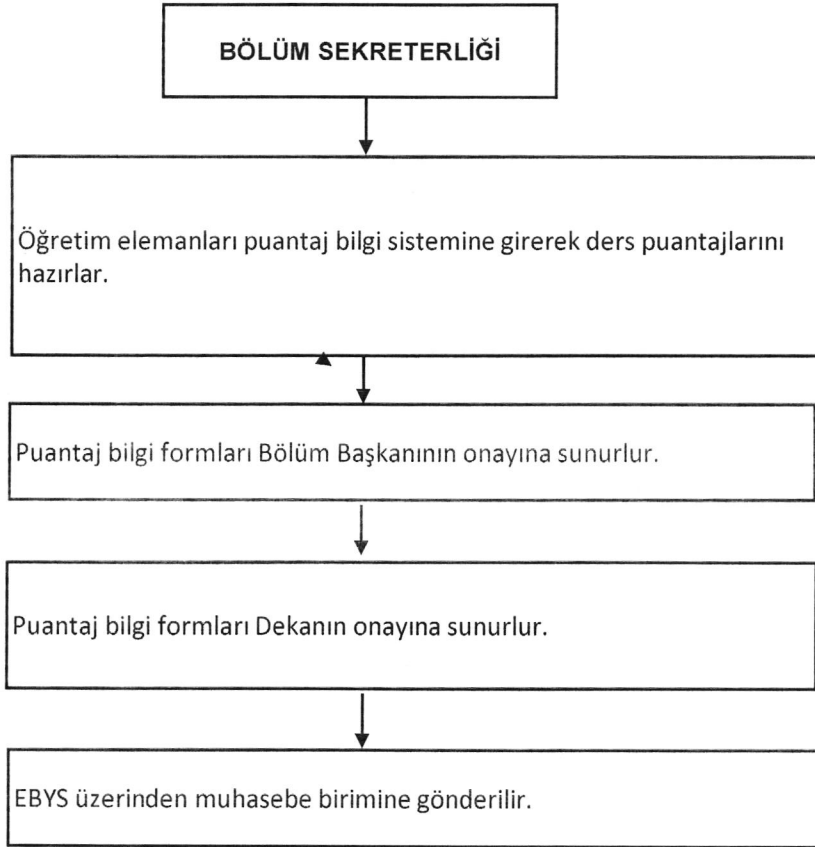 BÖLÜM SEKRETERLİĞİ
Öğretim elemanları puantaj bilgi sistemine girerek ders puantajlarını
hazırlar.
Puantaj bilgi formları Bölüm Başkanının onayına sunurlur.
Puantaj bilgi formları Dekanın onayına sunurlur.
EBYS üzerinden muhasebe birimine gönderilir.